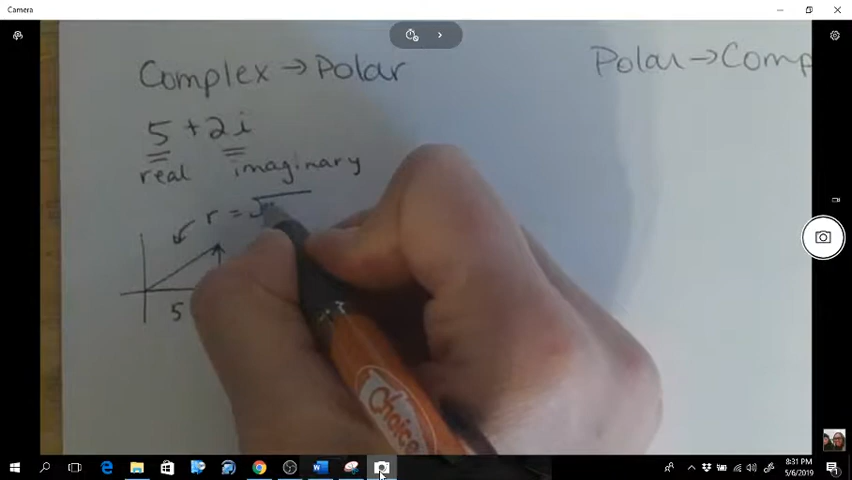 Camera
Complex → Polar
Polar → Comp
5 + 2i
real imaginary
r = √
5
Choice
8:31 PM
5/6/2019